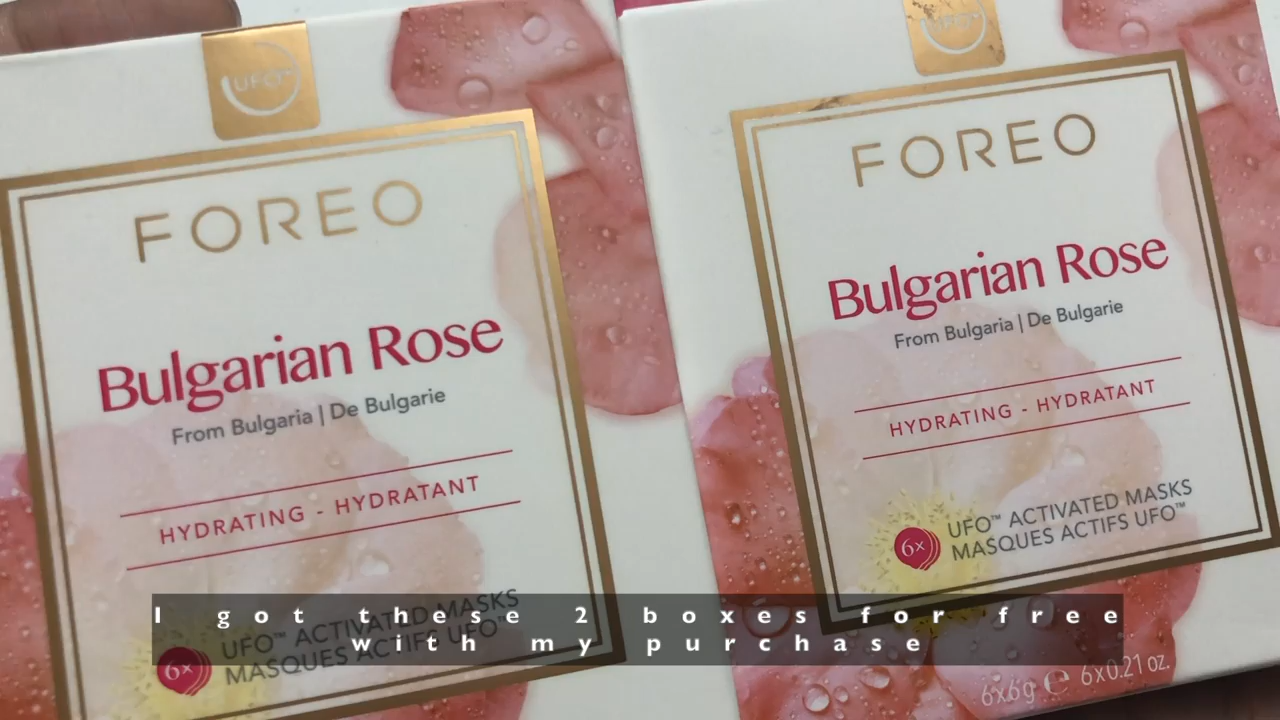 UFO™
FOREO
Bulgarian Rose
From Bulgaria | De Bulgarie
HYDRATING - HYDRATANT
6x
UFO™ ACTIVATED MASKS
MASQUES ACTIFS UFO™
UFO™
FOREO
Bulgarian Rose
From Bulgaria | De Bulgarie
HYDRATING - HYDRATANT
6x
UFO™ ACTIVATED MASKS
MASQUES ACTIFS UFO™
6x6g ℮ 6x0.21 oz.
I got these 2 boxes for free
with my purchase